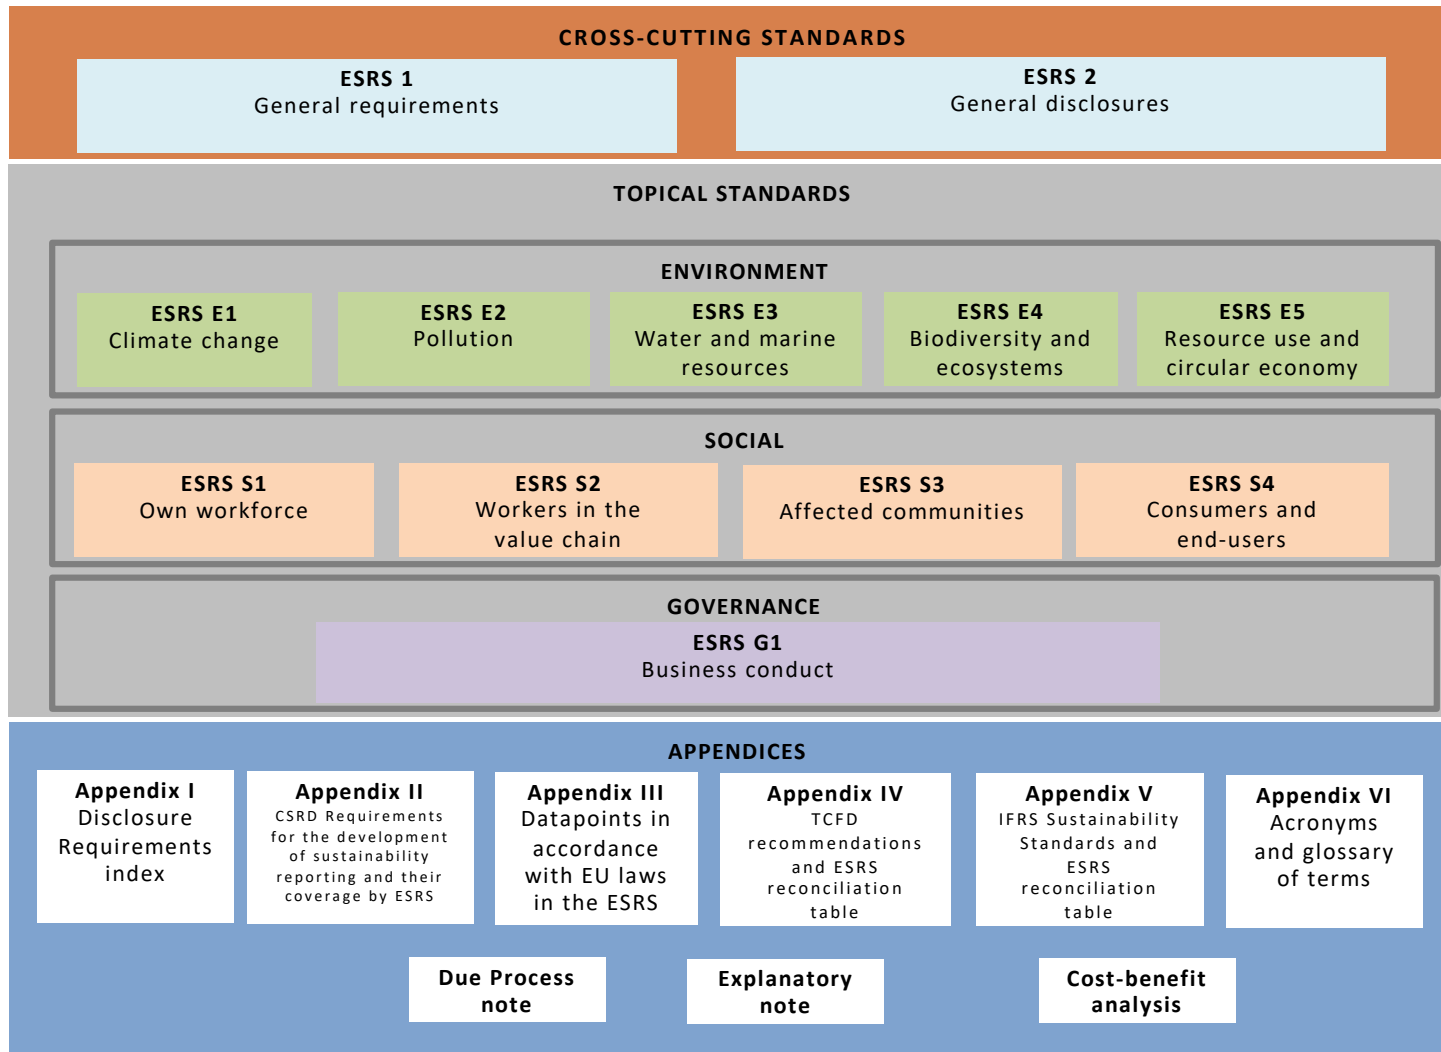 CROSS-CUTTING STANDARDS
ESRS 1
General requirements
ESRS 2
General disclosures
TOPICAL STANDARDS
ENVIRONMENT
ESRS E1
Climate change
ESRS E2
Pollution
ESRS E3
Water and marine
resources
ESRS E4
Biodiversity and
ecosystems
ESRS E5
Resource use and
circular economy
SOCIAL
ESRS S1
Own workforce
ESRS S2
Workers in the
value chain
ESRS S3
Affected communities
ESRS S4
Consumers and
end-users
GOVERNANCE
ESRS G1
Business conduct
APPENDICES
Appendix I
Disclosure
Requirements
index
Appendix II
CSRD Requirements
for the development
of sustainability
reporting and their
coverage by ESRS
Appendix III
Datapoints in
accordance
with EU laws
in the ESRS
Appendix IV
TCFD
recommendations
and ESRS
reconciliation
table
Appendix V
IFRS Sustainability
Standards and
ESRS
reconciliation
table
Appendix VI
Acronyms
and glossary
of terms
Due Process
note
Explanatory
note
Cost-benefit
analysis